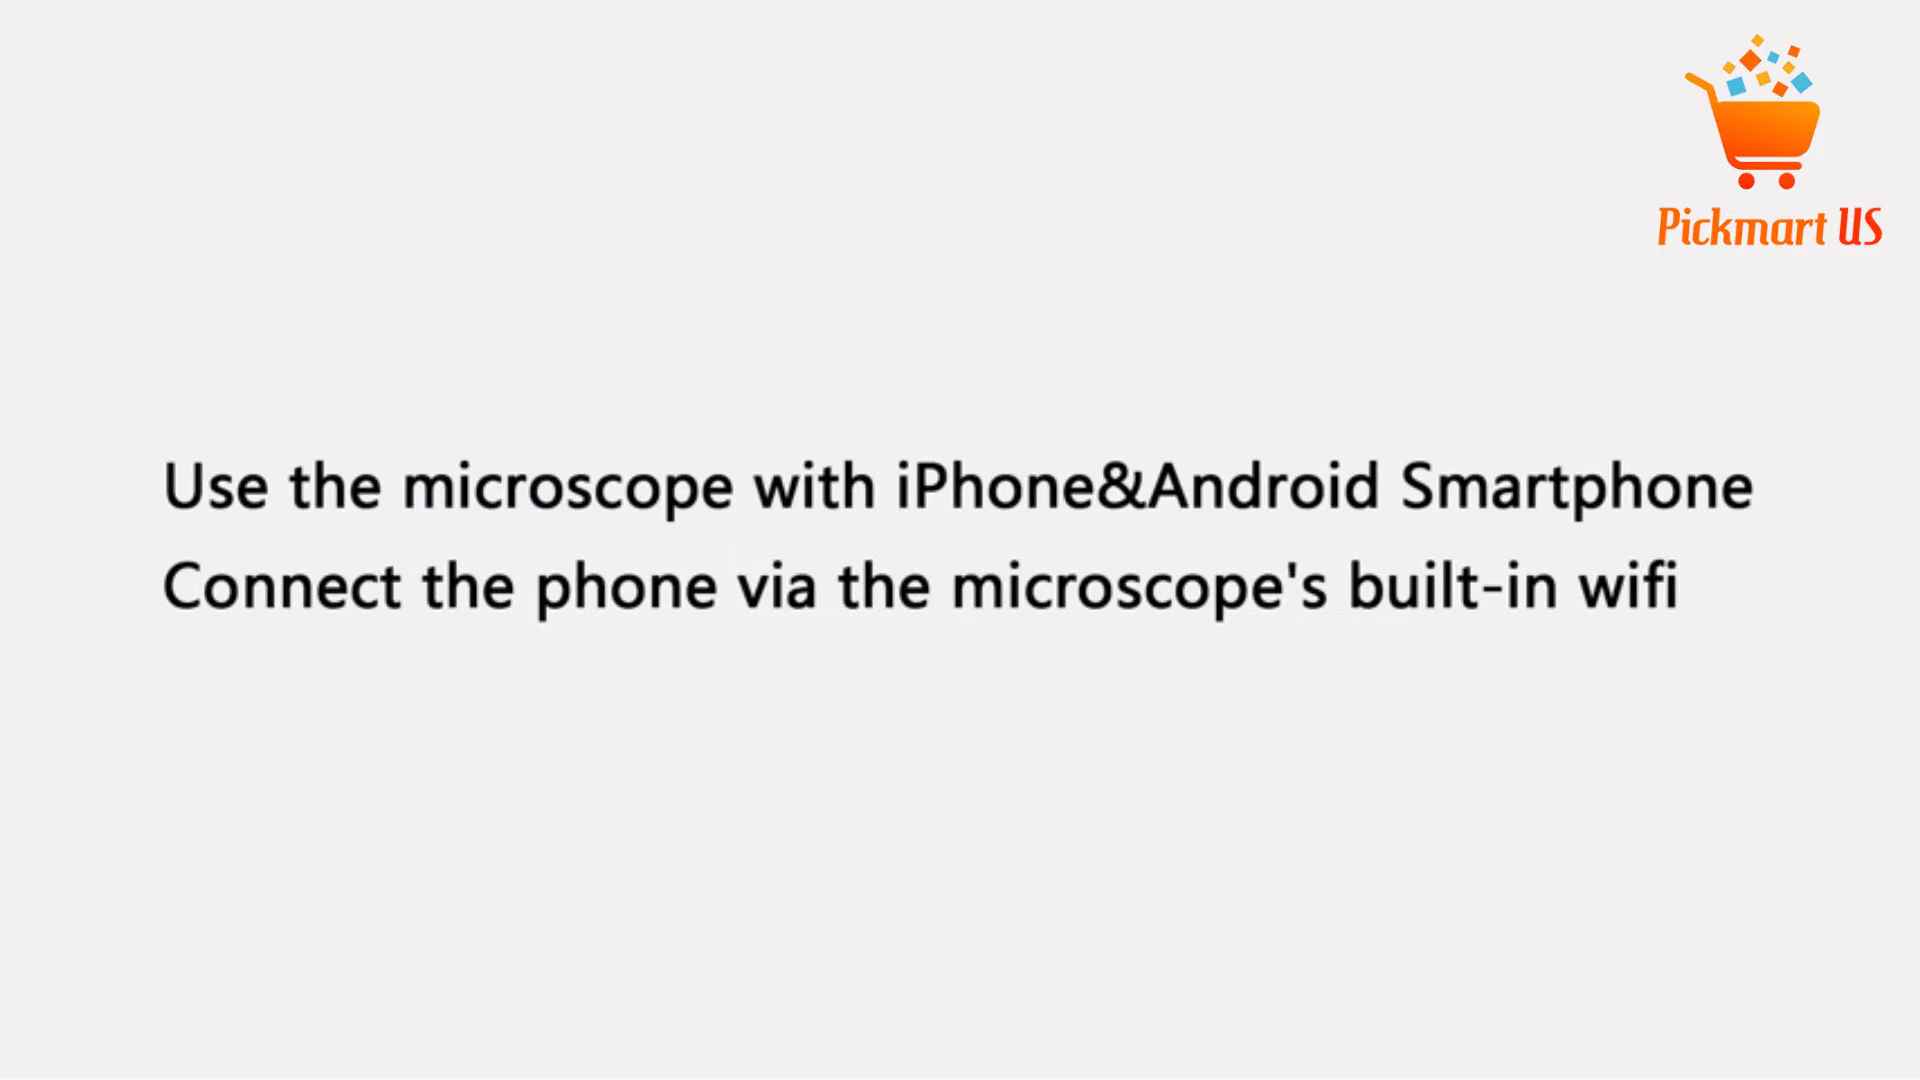 Pickmart US
Use the microscope with iPhone&Android Smartphone
Connect the phone via the microscope's built-in wifi